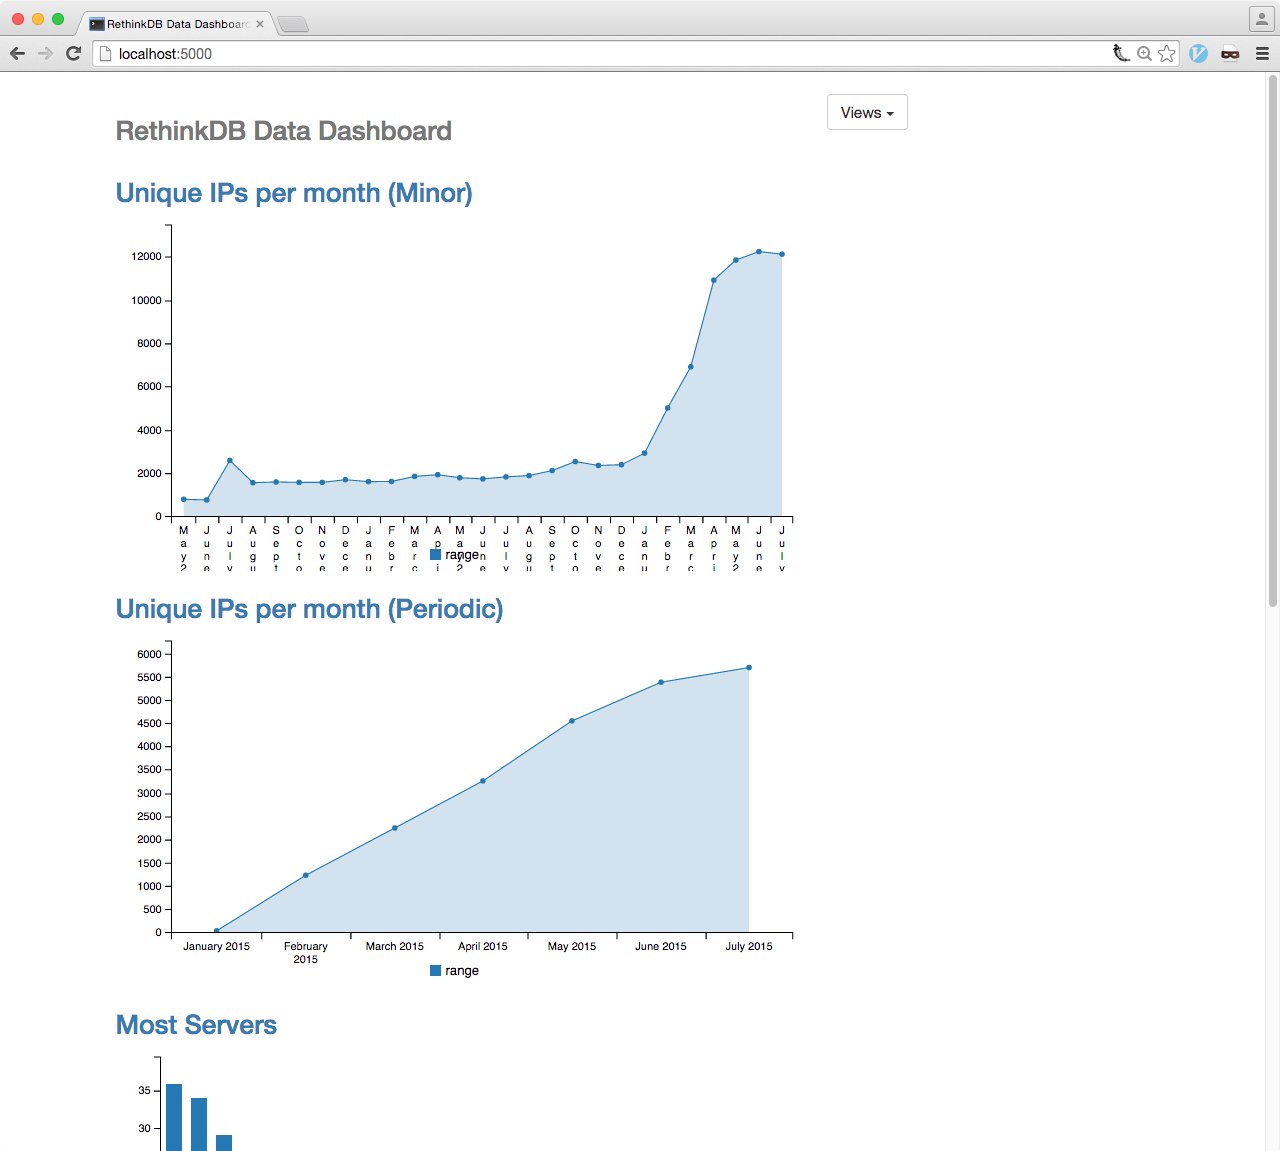 RethinkDB Data Dashboard
localhost:5000
Views
RethinkDB Data Dashboard
Unique IPs per month (Minor)
12000
10000
8000
6000
4000
2000
0
M J J A S O N D J F M A M J J A S O N D J F M A M J J
a u u u e c o e a e a p a u u u e c o e a e a p a u u
y n l g p t v c n b r r y n l g p t v c n b r r y n l
2 e y u t o e e u r c i 2 e y u t o e e u r c i 2 e y
range
Unique IPs per month (Periodic)
6000
5500
5000
4500
4000
3500
3000
2500
2000
1500
1000
500
0
January 2015 February 2015 March 2015 April 2015 May 2015 June 2015 July 2015
range
Most Servers
35
30